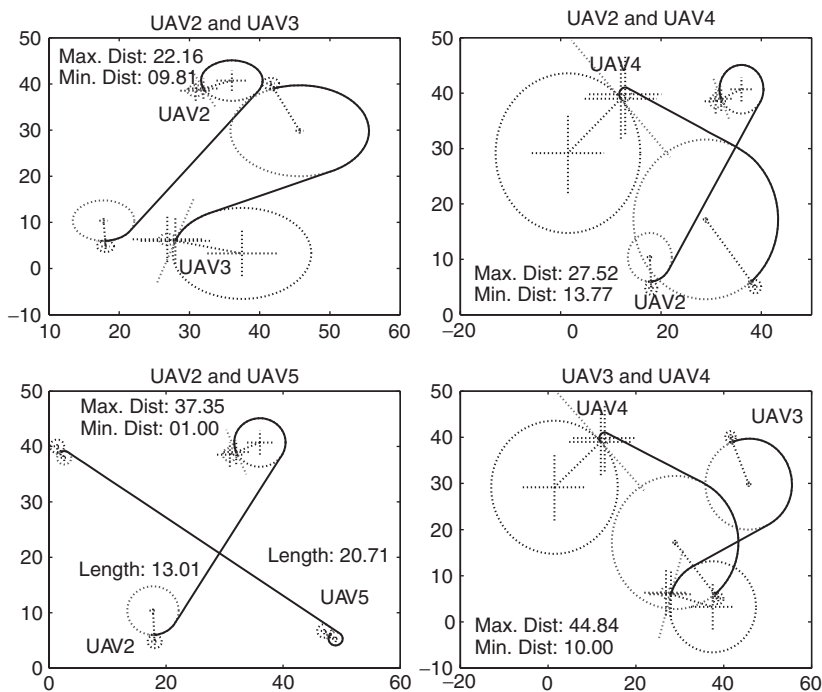 UAV2 and UAV3
Max. Dist: 22.16
Min. Dist: 09.81
UAV2
UAV3
50
40
30
20
10
0
−10
10
20
30
40
50
60
UAV2 and UAV4
UAV4
Max. Dist: 27.52
Min. Dist: 13.77
UAV2
50
40
30
20
10
0
−10
−20
0
20
40
UAV2 and UAV5
Max. Dist: 37.35
Min. Dist: 01.00
Length: 13.01
Length: 20.71
UAV5
UAV2
50
40
30
20
10
0
0
20
40
60
UAV3 and UAV4
UAV4
UAV3
Max. Dist: 44.84
Min. Dist: 10.00
50
40
30
20
10
0
−10
−20
0
20
40
60